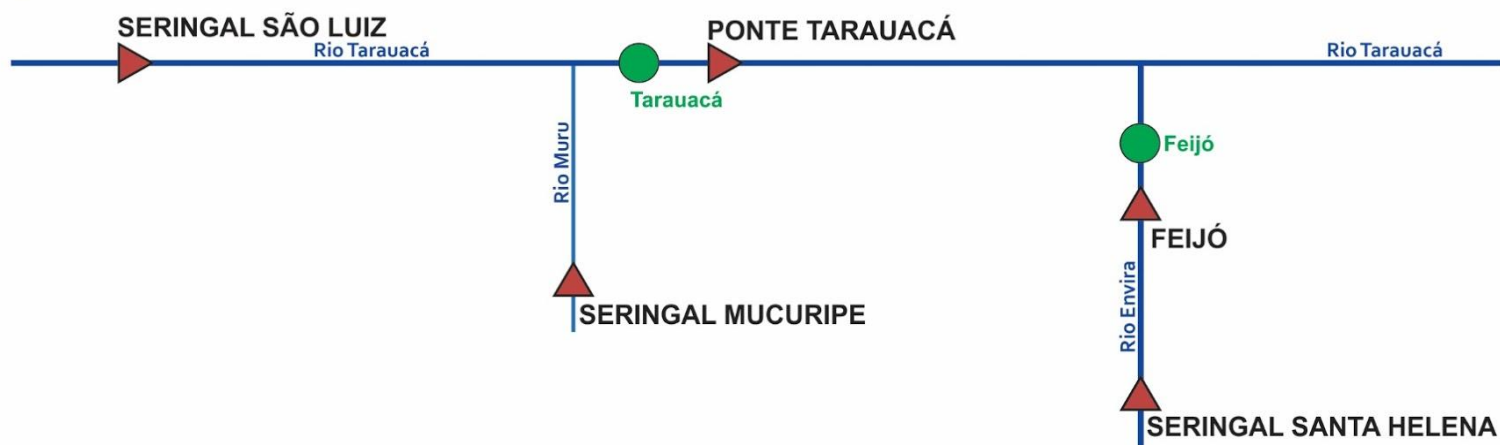 SERINGAL SÃO LUIZ
Rio Tarauacá
PONTE TARAUACÁ
Rio Tarauacá
Tarauacá
Rio Muru
Feijó
FEIJÓ
Rio Envira
SERINGAL MUCURIPE
SERINGAL SANTA HELENA